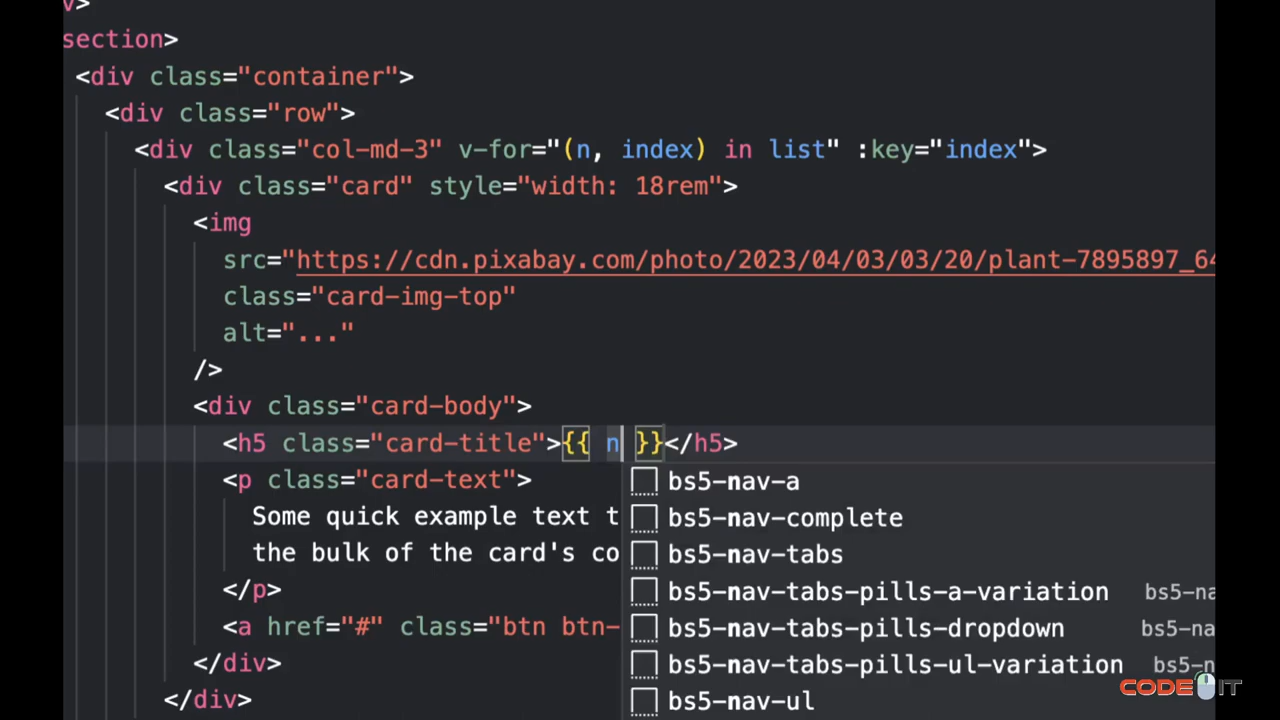 v>
section>
<div class="container">
<div class="row">
<div class="col-md-3" v-for="(n, index) in list" :key="index">
<div class="card" style="width: 18rem">
<img
src="https://cdn.pixabay.com/photo/2023/04/03/03/20/plant-7895897_64
class="card-img-top"
alt="..."
/>
<div class="card-body">
<h5 class="card-title">{{ n }}</h5>
<p class="card-text">
bs5-nav-a
Some quick example text t
bs5-nav-complete
the bulk of the card's co
bs5-nav-tabs
</p>
bs5-nav-tabs-pills-a-variation bs5-na
<a href="#" class="btn btn-
bs5-nav-tabs-pills-dropdown bs5-na
</div>
bs5-nav-tabs-pills-ul-variation bs5-n
</div>
bs5-nav-ul
CODE IT